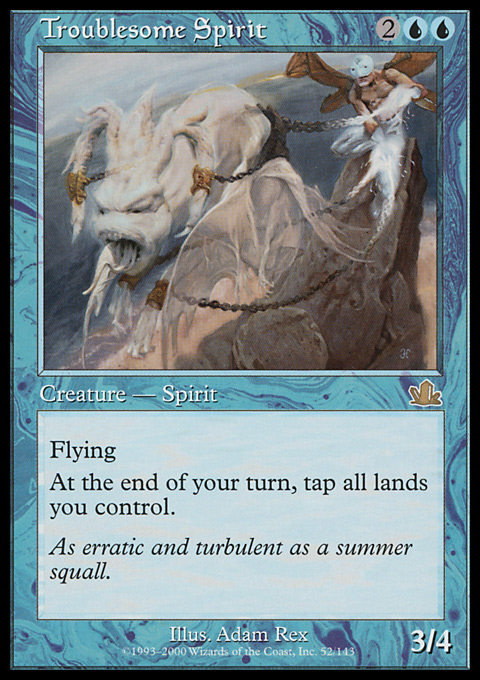 Troublesome Spirit 2
Creature — Spirit
Flying
At the end of your turn, tap all lands
you control.
As erratic and turbulent as a summer
squall.
Illus. Adam Rex
©1993–2000 Wizards of the Coast, Inc. 52/143
3/4